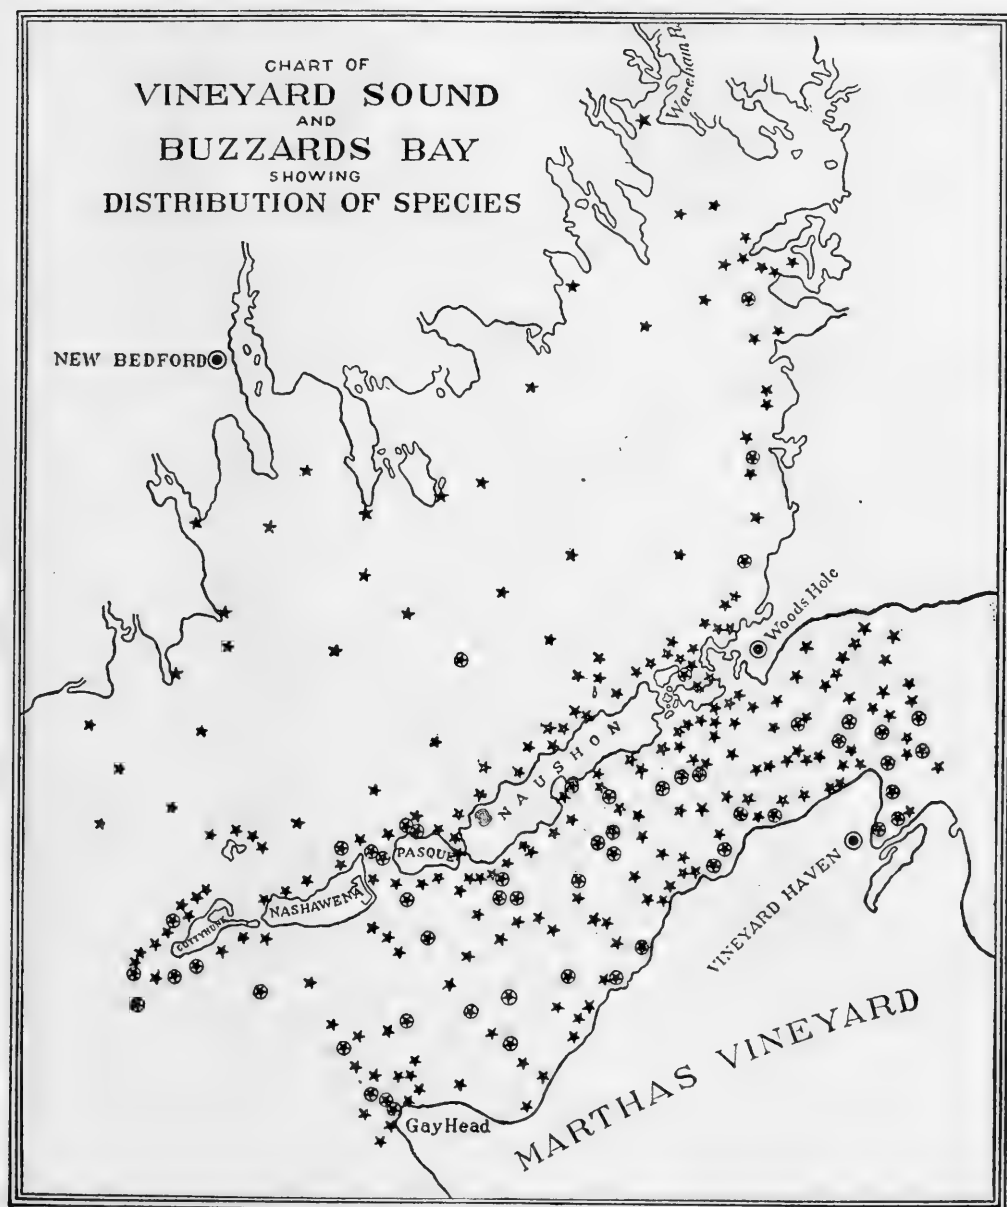 CHART OF
VINEYARD SOUND
AND
BUZZARDS BAY
SHOWING
DISTRIBUTION OF SPECIES
Wareham R.
NEW BEDFORD
Woods Hole
NAUSHON
PASQUE
NASHAWENA
CUTTYHUNK
VINEYARD HAVEN
MARTHAS VINEYARD
Gay Head